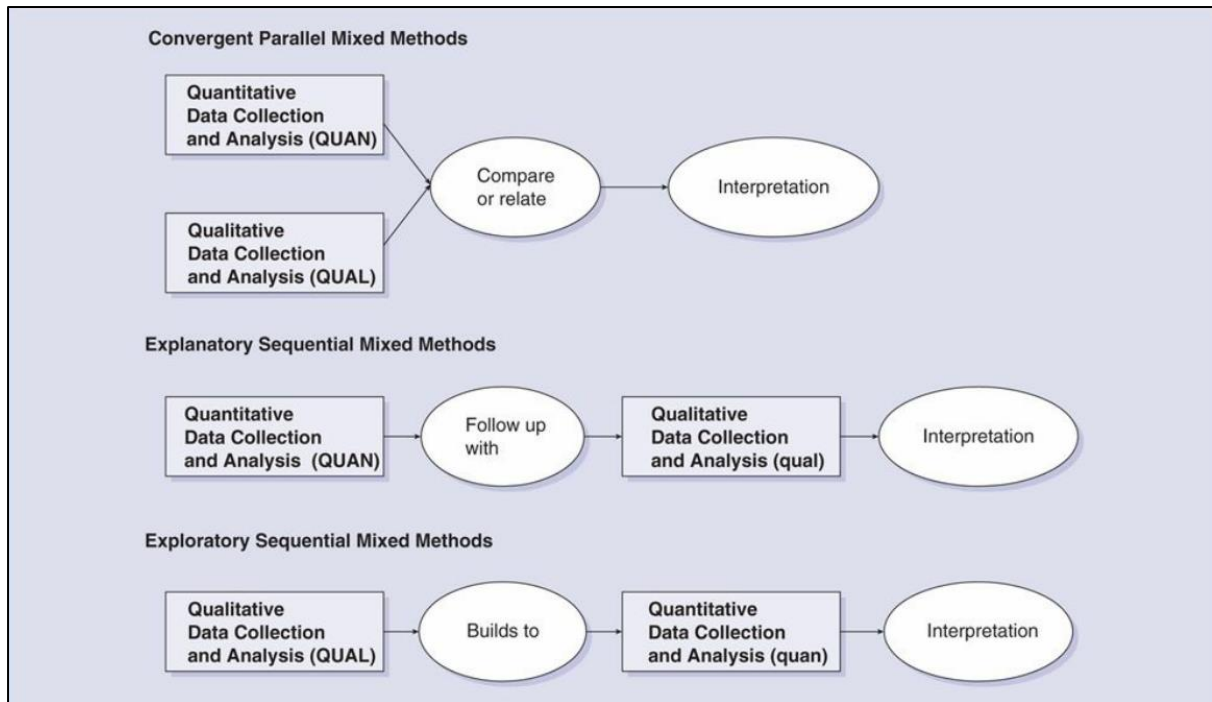 Convergent Parallel Mixed Methods
Quantitative
Data Collection
and Analysis (QUAN)
Compare
or relate
Interpretation
Qualitative
Data Collection
and Analysis (QUAL)
Explanatory Sequential Mixed Methods
Quantitative
Data Collection
and Analysis (QUAN)
Follow up
with
Qualitative
Data Collection
and Analysis (qual)
Interpretation
Exploratory Sequential Mixed Methods
Qualitative
Data Collection
and Analysis (QUAL)
Builds to
Quantitative
Data Collection
and Analysis (quan)
Interpretation